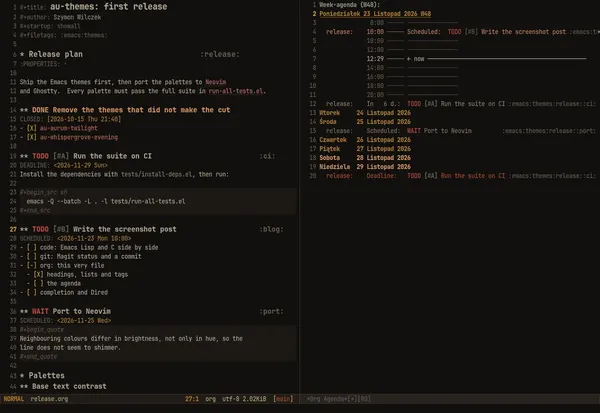 1 #+title: au-themes: first release
2 #+author: Szymon Wilczek
3 #+startup: showall
4 #+filetags: :emacs:themes:
5
6 * Release plan :release:
7 :PROPERTIES:
10
11 Ship the Emacs themes first, then port the palettes to Neovim
12 and Ghostty. Every palette must pass the full suite in run-all-tests.el.
13
14 ** DONE Remove the themes that did not make the cut
15 CLOSED: [2026-10-15 Thu 21:40]
16 - [X] au-aurum-twilight
17 - [X] au-whispergrove-evening
18
19 ** TODO [#A] Run the suite on CI :ci:
20 DEADLINE: <2026-11-29 Sun>
21 Install the dependencies with tests/install-deps.el, then run:
22
23 #+begin_src sh
24 emacs -Q --batch -L . -l tests/run-all-tests.el
25 #+end_src
26
27 ** TODO [#B] Write the screenshot post :blog:
28 SCHEDULED: <2026-11-23 Mon 10:00>
29 - [ ] code: Emacs Lisp and C side by side
30 - [ ] git: Magit status and a commit
31 - [-] org: this very file
32 - [X] headings, lists and tags
33 - [ ] the agenda
34 - [ ] completion and Dired
35
36 ** WAIT Port to Neovim :port:
37 SCHEDULED: <2026-11-25 Wed>
38 #+begin_quote
39 Neighbouring colours differ in brightness, not only in hue, so the
40 line does not seem to shimmer.
41 #+end_quote
42
43 * Palettes
44 ** Base text contrast
NORMAL release.org 27:1 org utf-8 2.02KiB [main]
1 Week-agenda (W48):
2 Poniedziałek 23 Listopad 2026 W48
3 8:00
4 release: 10:00 Scheduled: TODO [#B] Write the screenshot post :emacs:the
5 10:00
6 12:00
7 12:29 now
8 14:00
9 16:00
10 18:00
11 20:00
12 release: In 6 d.: TODO [#A] Run the suite on CI :emacs:themes:release:ci:
13 Wtorek 24 Listopad 2026
14 Środa 25 Listopad 2026
15 release: Scheduled: WAIT Port to Neovim :emacs:themes:release:port:
16 Czwartek 26 Listopad 2026
17 Piątek 27 Listopad 2026
18 Sobota 28 Listopad 2026
19 Niedziela 29 Listopad 2026
20 release: Deadline: TODO [#A] Run the suite on CI :emacs:themes:release:ci: